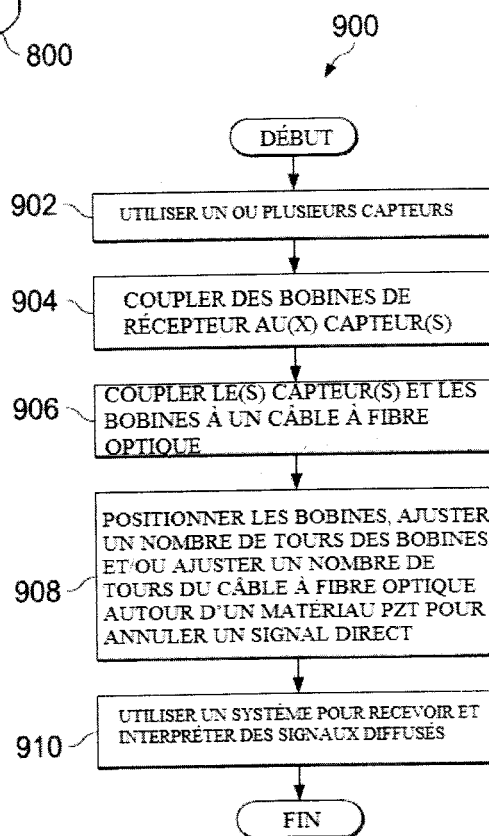 800
900
DÉBUT
902
UTILISER UN OU PLUSIEURS CAPTEURS
904
COUPLER DES BOBINES DE
RÉCEPTEUR AU(X) CAPTEUR(S)
906
COUPLER LE(S) CAPTEUR(S) ET LES
BOBINES À UN CÂBLE À FIBRE
OPTIQUE
908
POSITIONNER LES BOBINES, AJUSTER
UN NOMBRE DE TOURS DES BOBINES
ET/OU AJUSTER UN NOMBRE DE
TOURS DU CÂBLE À FIBRE OPTIQUE
AUTOUR D'UN MATÉRIAU PZT POUR
ANNULER UN SIGNAL DIRECT
910
UTILISER UN SYSTÈME POUR RECEVOIR ET
INTERPRÉTER DES SIGNAUX DIFFUSÉS
FIN